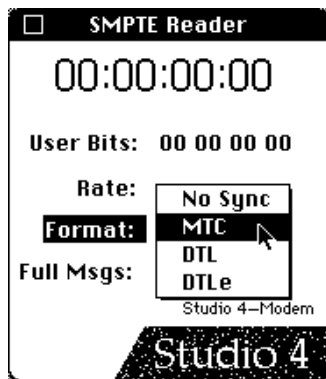 SMPTE Reader
00:00:00:00
User Bits: 00 00 00 00
Rate:
No Sync
Format:
MTC
DTL
Full Msgs:
DTLe
Studio 4–Modem
Studio 4